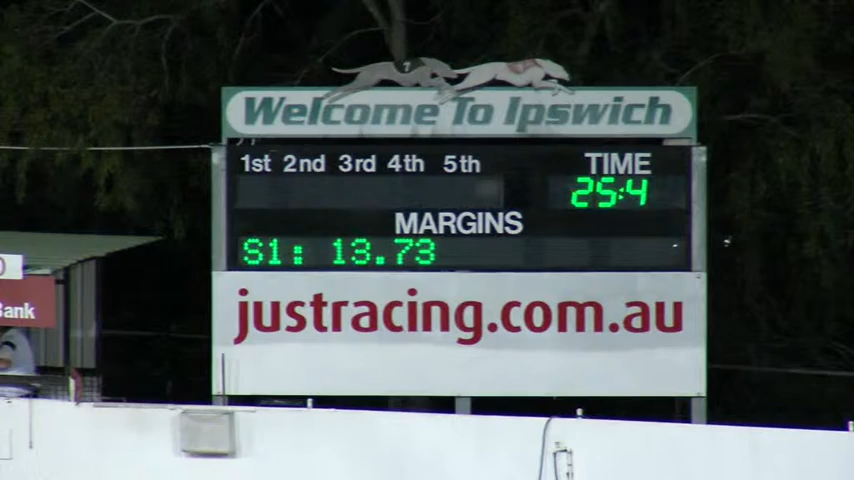 7
Welcome To Ipswich
1st 2nd 3rd 4th 5th TIME
25:4
MARGINS
S1: 13.73
justracing.com.au
Bank